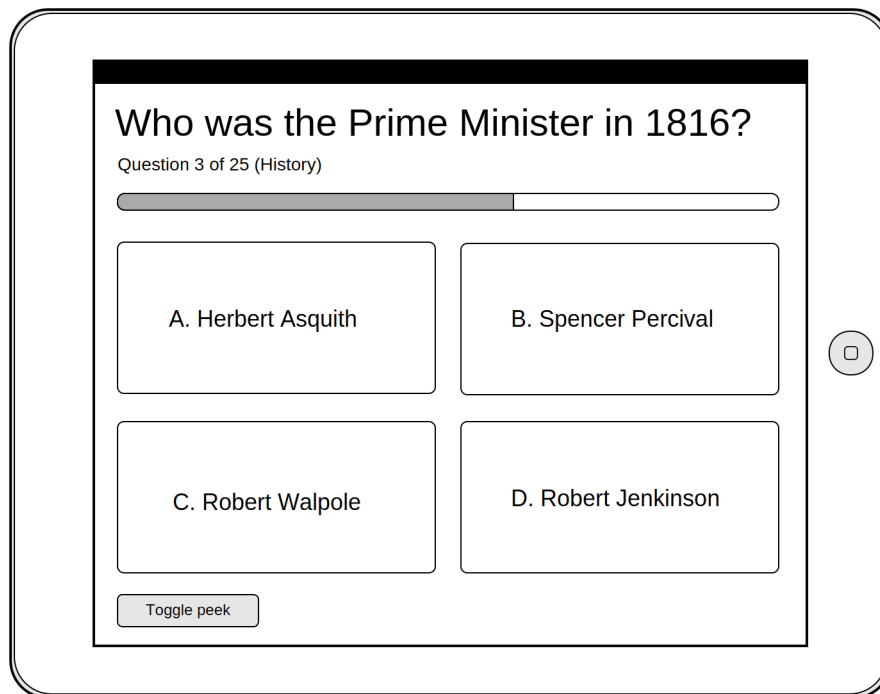 Who was the Prime Minister in 1816?
Question 3 of 25 (History)
A. Herbert Asquith
B. Spencer Percival
C. Robert Walpole
D. Robert Jenkinson
Toggle peek